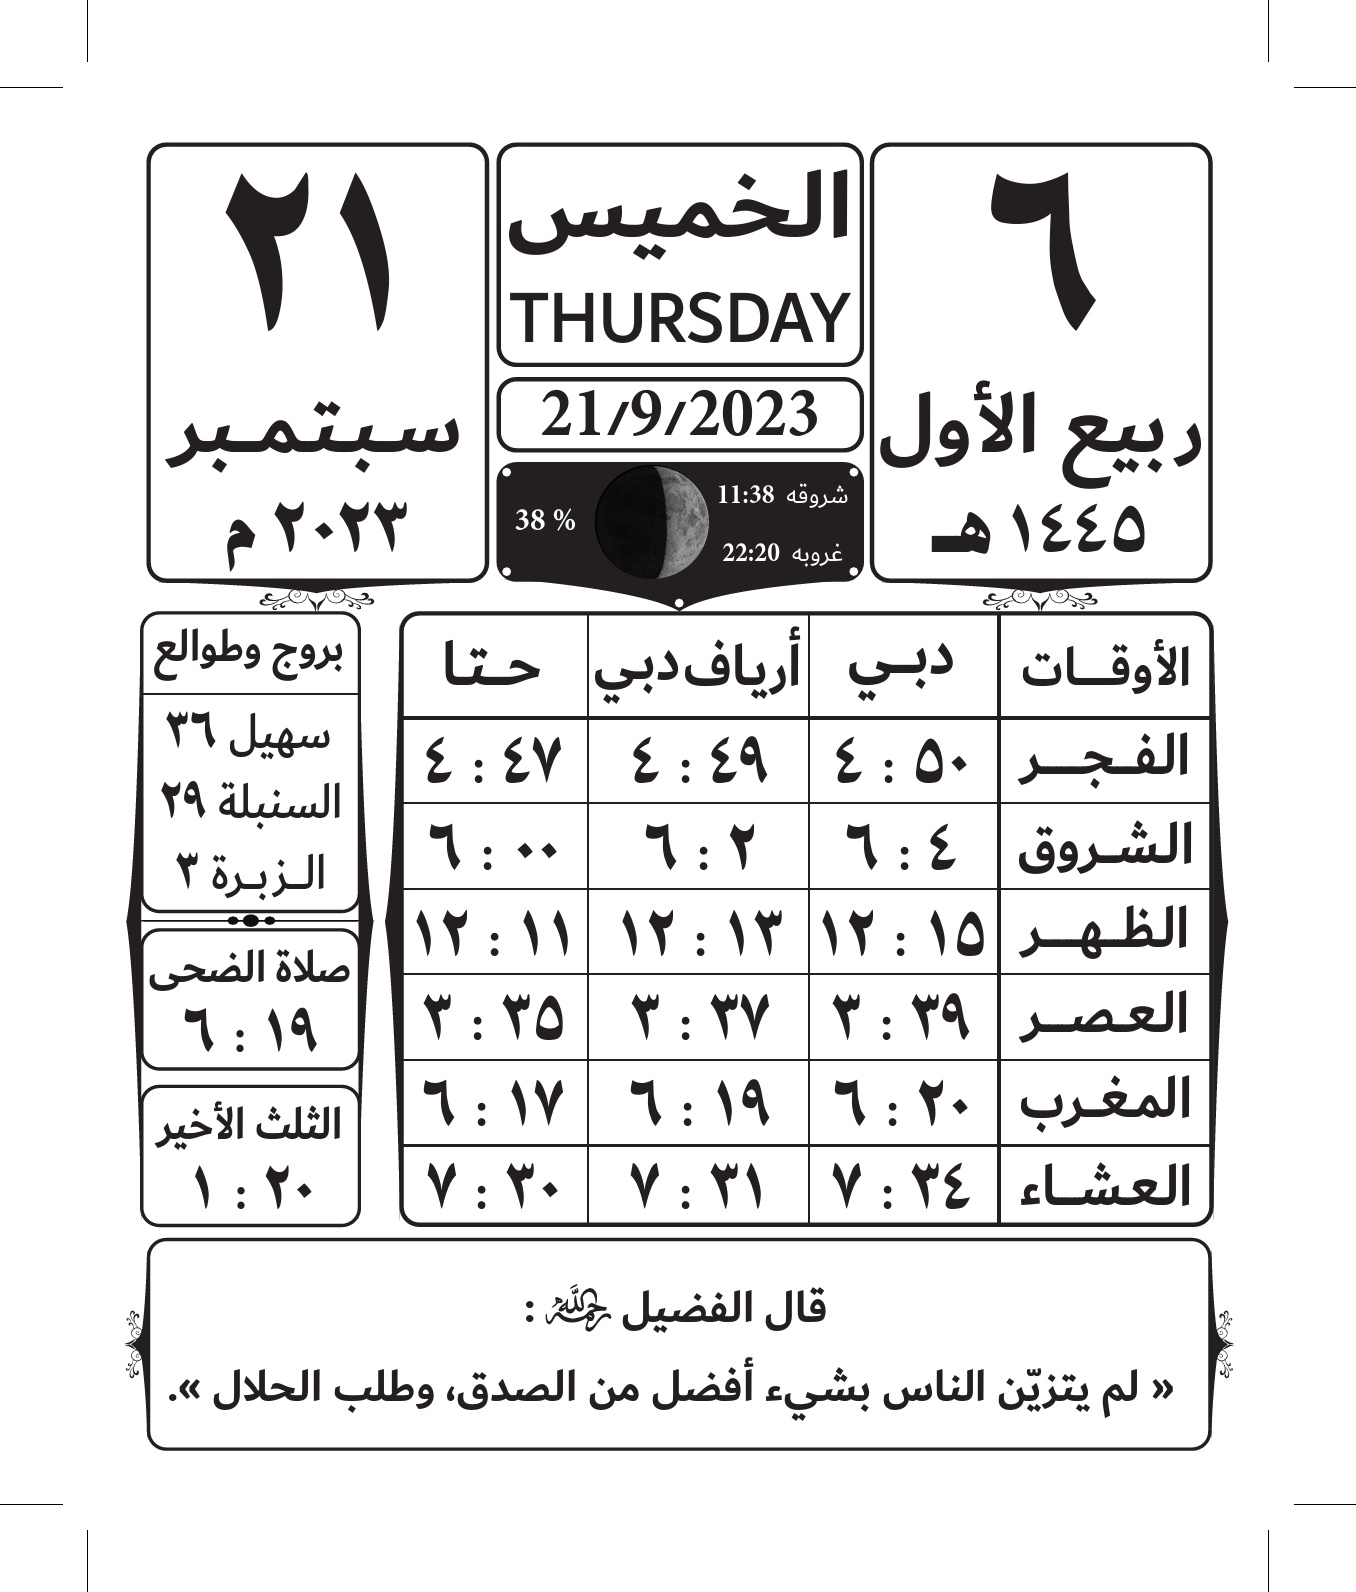 ٦
ربيع الأول
١٤٤٥ هـ
الخميس
THURSDAY
21/9/2023
شروقه 11:38
غروبه 22:20
38 %
٢١
سبتمبر
٢٠٢٣ م
الأوقات دبي أرياف دبي حتا
الفجر ٤ : ٥٠ ٤ : ٤٩ ٤ : ٤٧
الشروق ٦ : ٤ ٦ : ٢ ٦ : ٠٠
الظهر ١٢ : ١٥ ١٢ : ١٣ ١٢ : ١١
العصر ٣ : ٣٩ ٣ : ٣٧ ٣ : ٣٥
المغرب ٦ : ٢٠ ٦ : ١٩ ٦ : ١٧
العشاء ٧ : ٣٤ ٧ : ٣١ ٧ : ٣٠
بروج وطوالع
سهيل ٣٦
السنبلة ٢٩
الزبرة ٣
صلاة الضحى
٦ : ١٩
الثلث الأخير
١ : ٢٠
قال الفضيل رحمه الله :
« لم يتزيّن الناس بشيء أفضل من الصدق، وطلب الحلال ».